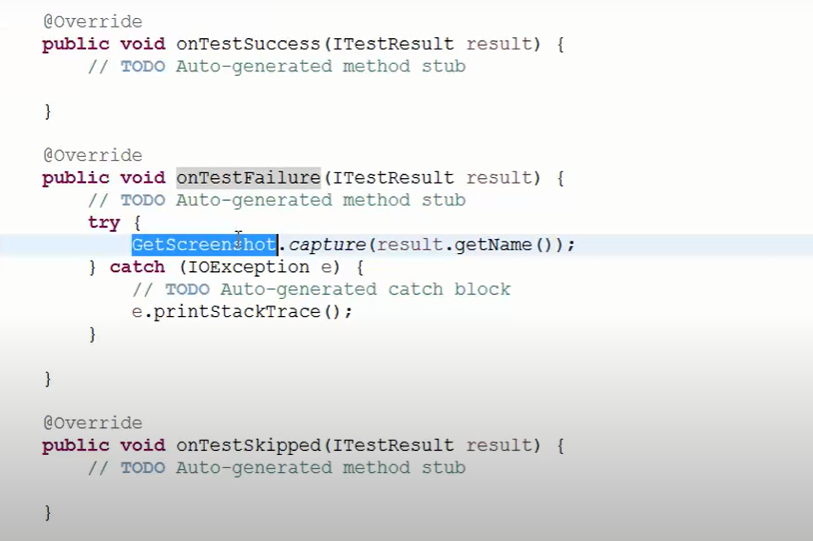 @Override
public void onTestSuccess(ITestResult result) {
// TODO Auto-generated method stub
}
@Override
public void onTestFailure(ITestResult result) {
// TODO Auto-generated method stub
try {
GetScreenshot.capture(result.getName());
} catch (IOException e) {
// TODO Auto-generated catch block
e.printStackTrace();
}
}
@Override
public void onTestSkipped(ITestResult result) {
// TODO Auto-generated method stub
}